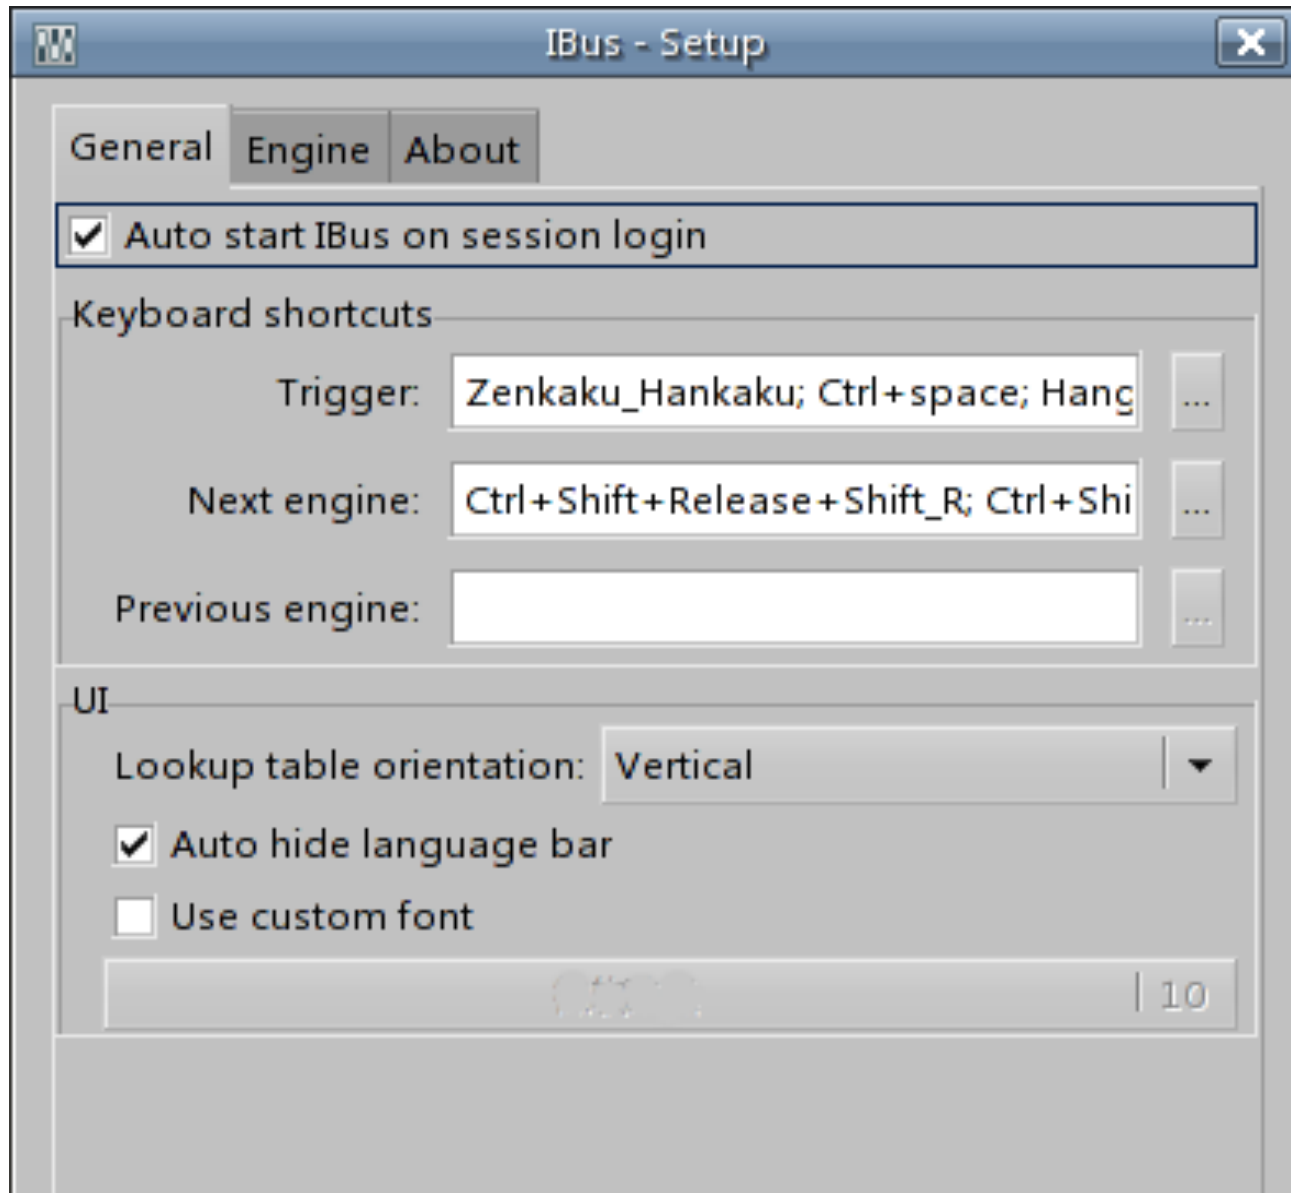 IBus - Setup
General Engine About
Auto start IBus on session login
Keyboard shortcuts
Trigger: Zenkaku_Hankaku; Ctrl+space; Hang ...
Next engine: Ctrl+Shift+Release+Shift_R; Ctrl+Shi ...
Previous engine: ...
UI
Lookup table orientation: Vertical
Auto hide language bar
Use custom font
10